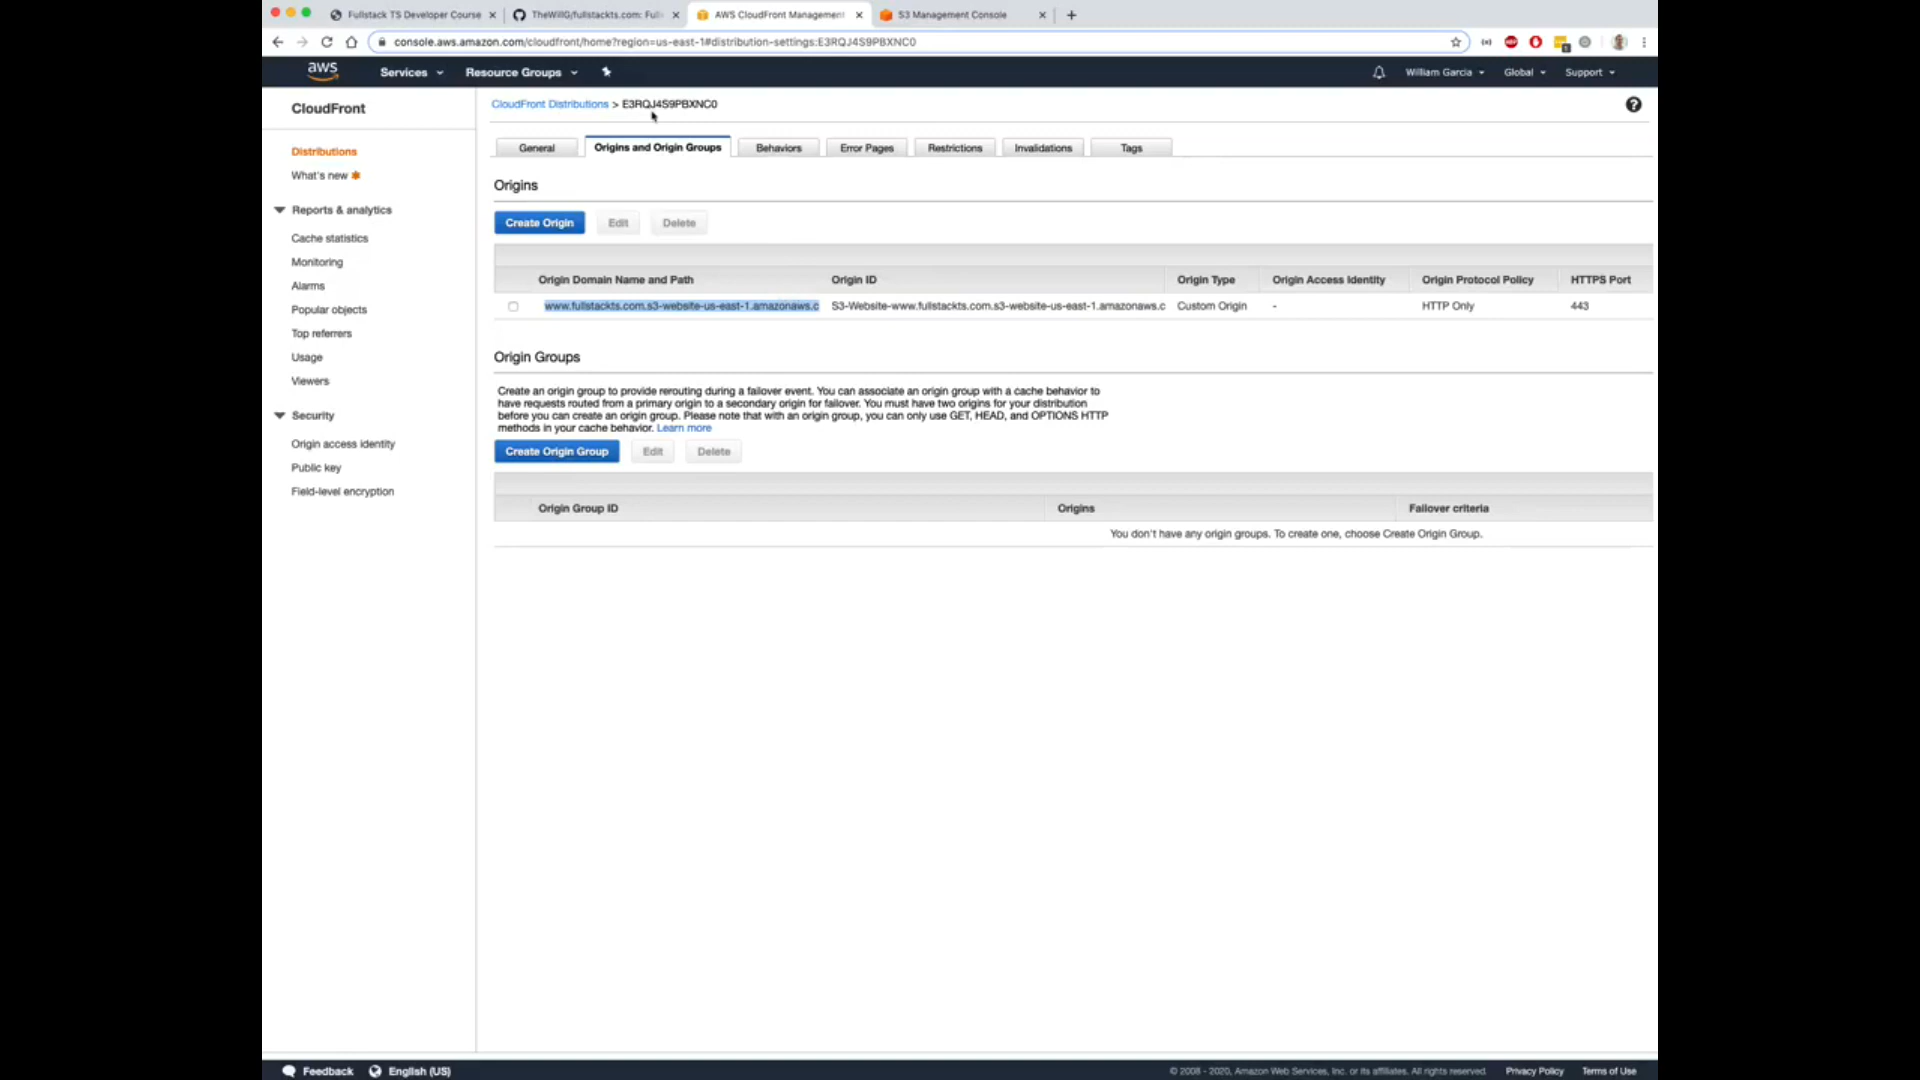 Fullstack TS Developer Course
TheWillG/fullstackts.com: Full
AWS CloudFront Management
S3 Management Console
console.aws.amazon.com/cloudfront/home?region=us-east-1#distribution-settings:E3RQJ4S9PBXNC0
aws
Services
Resource Groups
William Garcia
Global
Support
CloudFront
CloudFront Distributions > E3RQJ4S9PBXNC0
General
Origins and Origin Groups
Behaviors
Error Pages
Restrictions
Invalidations
Tags
Distributions
What's new
Reports & analytics
Cache statistics
Monitoring
Alarms
Popular objects
Top referrers
Usage
Viewers
Security
Origin access identity
Public key
Field-level encryption
Origins
Create Origin
Edit
Delete
Origin Domain Name and Path
Origin ID
Origin Type
Origin Access Identity
Origin Protocol Policy
HTTPS Port
www.fullstackts.com.s3-website-us-east-1.amazonaws.c
S3-Website-www.fullstackts.com.s3-website-us-east-1.amazonaws.c
Custom Origin
-
HTTP Only
443
Origin Groups
Create an origin group to provide rerouting during a failover event. You can associate an origin group with a cache behavior to
have requests routed from a primary origin to a secondary origin for failover. You must have two origins for your distribution
before you can create an origin group. Please note that with an origin group, you can only use GET, HEAD, and OPTIONS HTTP
methods in your cache behavior. Learn more
Create Origin Group
Edit
Delete
Origin Group ID
Origins
Failover criteria
You don't have any origin groups. To create one, choose Create Origin Group.
Feedback
English (US)
© 2008 - 2020, Amazon Web Services, Inc. or its affiliates. All rights reserved.
Privacy Policy
Terms of Use